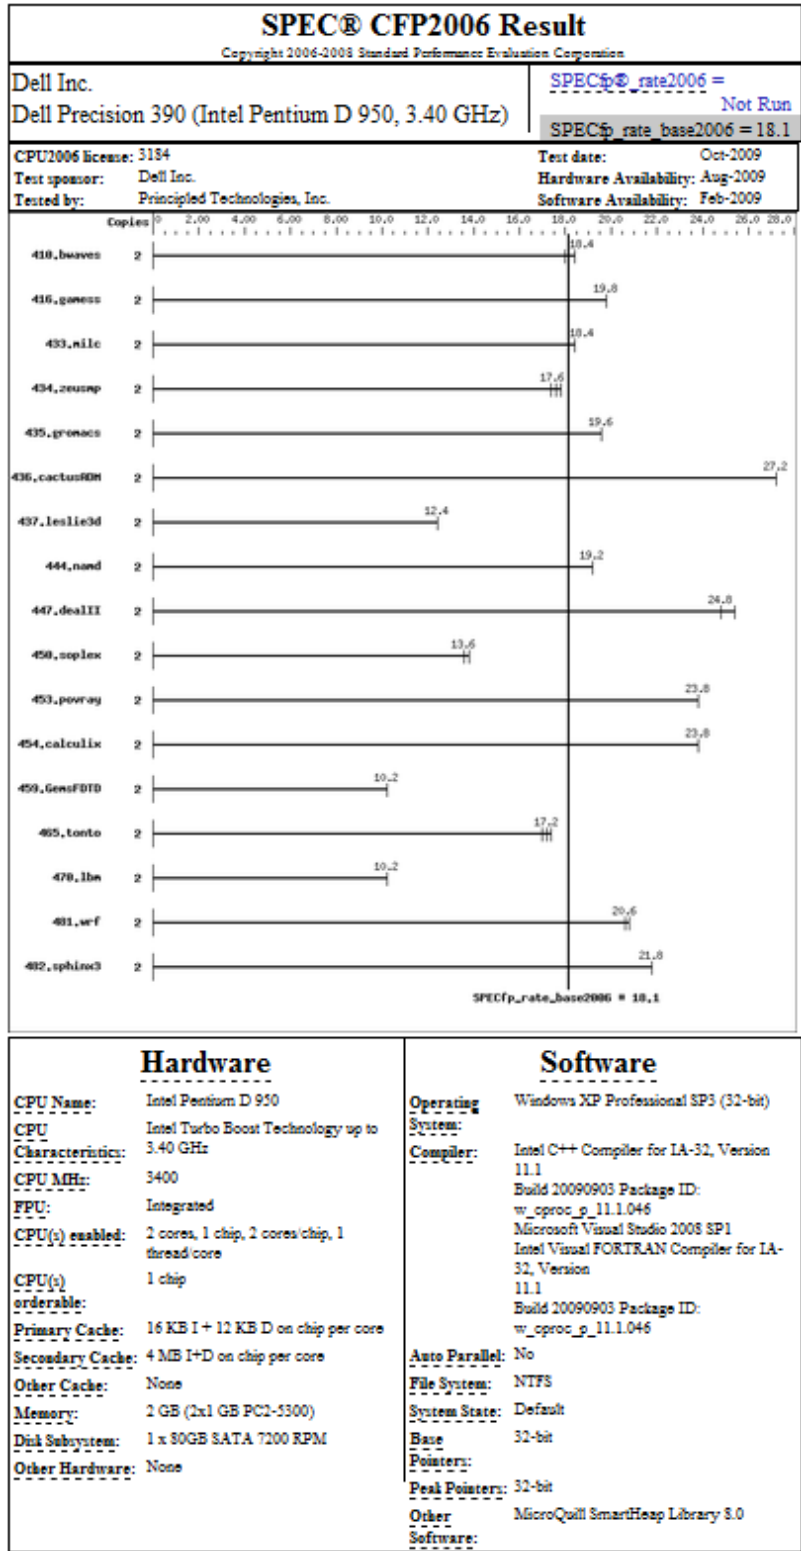 SPEC® CFP2006 Result
Copyright 2006-2008 Standard Performance Evaluation Corporation
Dell Inc.
Dell Precision 390 (Intel Pentium D 950, 3.40 GHz)
SPECfp®_rate2006 =
Not Run
SPECfp_rate_base2006 = 18.1
CPU2006 license: 3184
Test date: Oct-2009
Test sponsor: Dell Inc.
Hardware Availability: Aug-2009
Tested by: Principled Technologies, Inc.
Software Availability: Feb-2009
Copies 0 2.00 4.00 6.00 8.00 10.0 12.0 14.0 16.0 18.0 20.0 22.0 24.0 26.0 28.0
410.bwaves 2 18.4
416.gamess 2 19.8
433.milc 2 18.4
434.zeusmp 2 17.6
435.gromacs 2 19.6
436.cactusADM 2 27.2
437.leslie3d 2 12.4
444.namd 2 19.2
447.dealII 2 24.8
450.soplex 2 13.6
453.povray 2 23.8
454.calculix 2 23.8
459.GemsFDTD 2 10.2
465.tonto 2 17.2
470.lbm 2 10.2
481.wrf 2 20.6
482.sphinx3 2 21.8
SPECfp_rate_base2006 = 18.1
Hardware
CPU Name: Intel Pentium D 950
CPU Intel Turbo Boost Technology up to
Characteristics: 3.40 GHz
CPU MHz: 3400
FPU: Integrated
CPU(s) enabled: 2 cores, 1 chip, 2 cores/chip, 1
thread/core
CPU(s) 1 chip
orderable:
Primary Cache: 16 KB I + 12 KB D on chip per core
Secondary Cache: 4 MB I+D on chip per core
Other Cache: None
Memory: 2 GB (2x1 GB PC2-5300)
Disk Subsystem: 1 x 80GB SATA 7200 RPM
Other Hardware: None
Software
Operating Windows XP Professional SP3 (32-bit)
System:
Compiler: Intel C++ Compiler for IA-32, Version
11.1
Build 20090903 Package ID:
w_cproc_p_11.1.046
Microsoft Visual Studio 2008 SP1
Intel Visual FORTRAN Compiler for IA-
32, Version
11.1
Build 20090903 Package ID:
w_cproc_p_11.1.046
Auto Parallel: No
File System: NTFS
System State: Default
Base 32-bit
Pointers:
Peak Pointers: 32-bit
Other MicroQuill SmartHeap Library 8.0
Software: